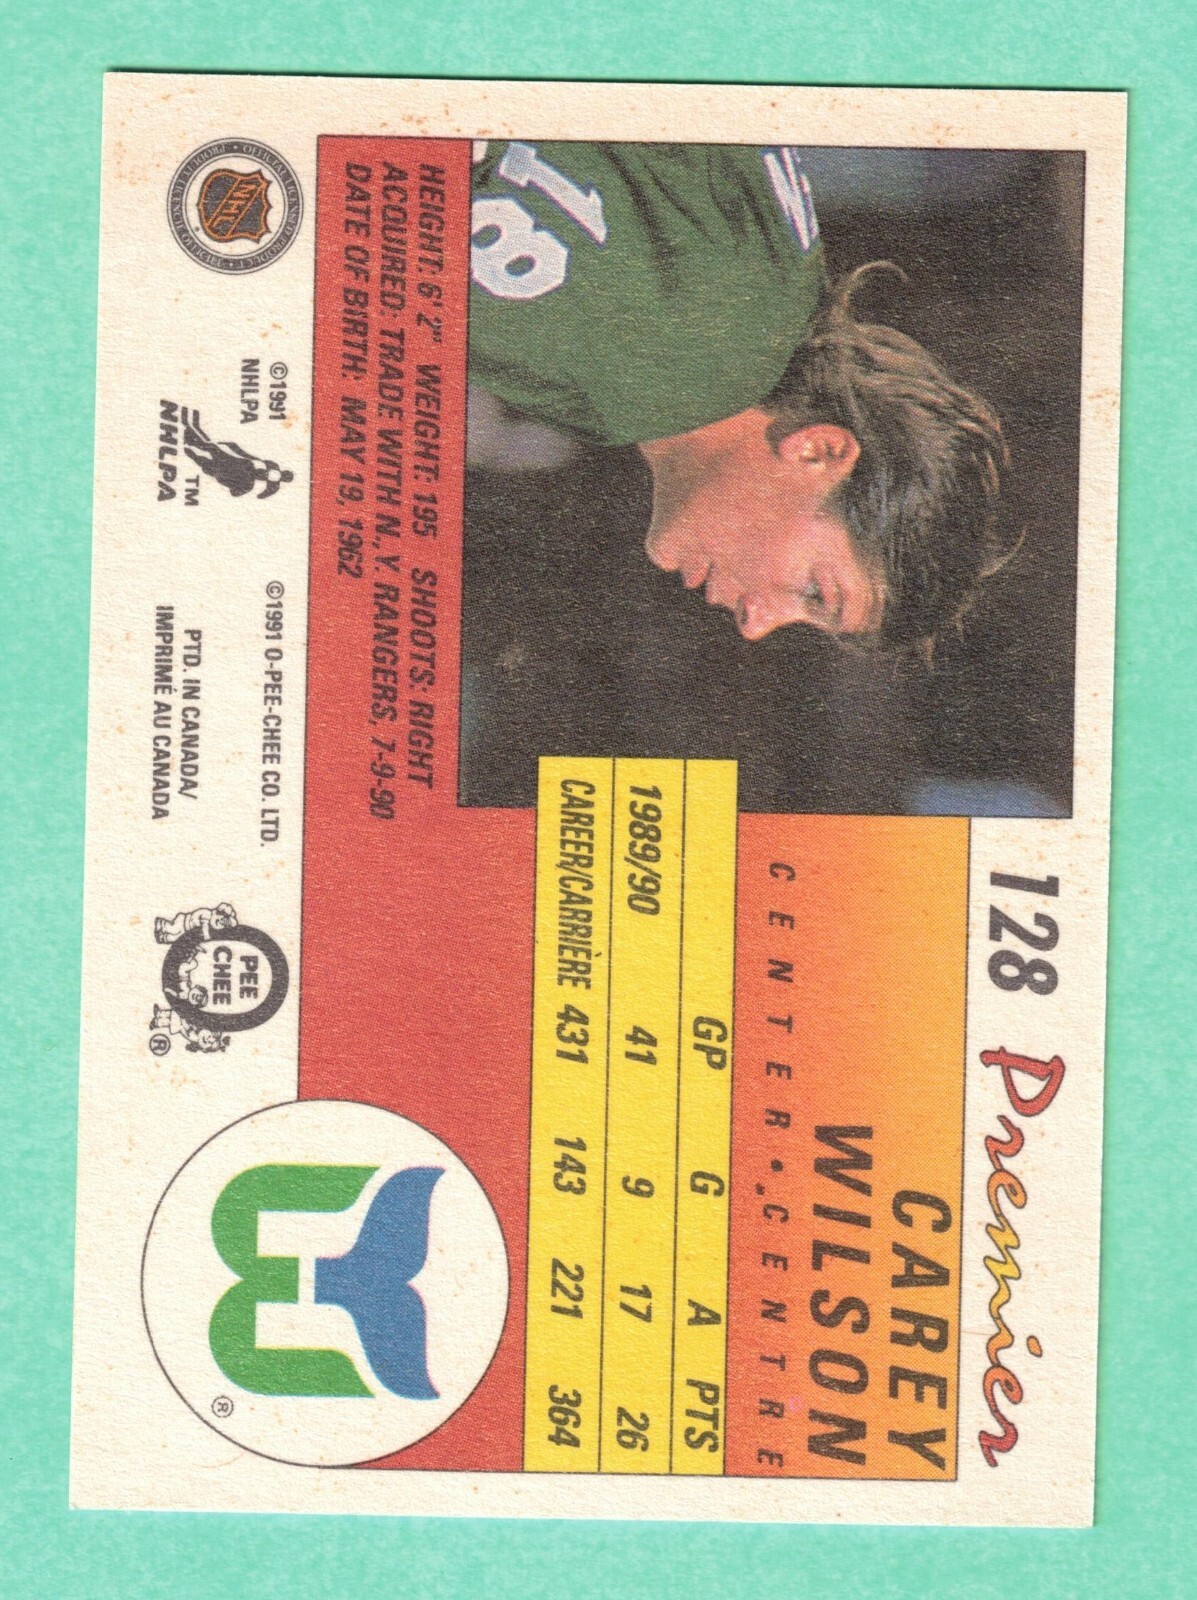 128 Premier
CAREY
WILSON
CENTER • CENTRE
GP G A PTS
1989/90 41 9 17 26
CAREER/CARRIÈRE 431 143 221 364
18
HEIGHT: 6' 2" WEIGHT: 195 SHOOTS: RIGHT
ACQUIRED: TRADE WITH N.Y. RANGERS, 7-9-90
DATE OF BIRTH: MAY 19, 1962
NHL
©1991
NHLPA
NHLPA™
©1991 O-PEE-CHEE CO. LTD.
PTD. IN CANADA/
IMPRIMÉ AU CANADA
O PEE
CHEE
®
®